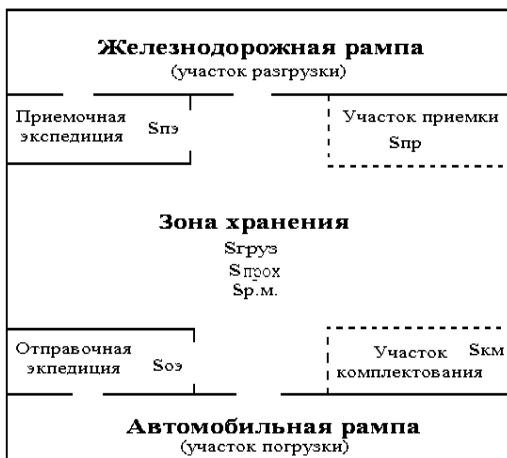 Железнодорожная рампа
(участок разгрузки)
Приемочная
экспедиция
Sпэ
Участок приемки
Sпр
Зона хранения
Sгруз
Sпрох
Sр.м.
Отправочная
экпедиция
Sоэ
Участок
комплектования
Sкм
Автомобильная рампа
(участок погрузки)